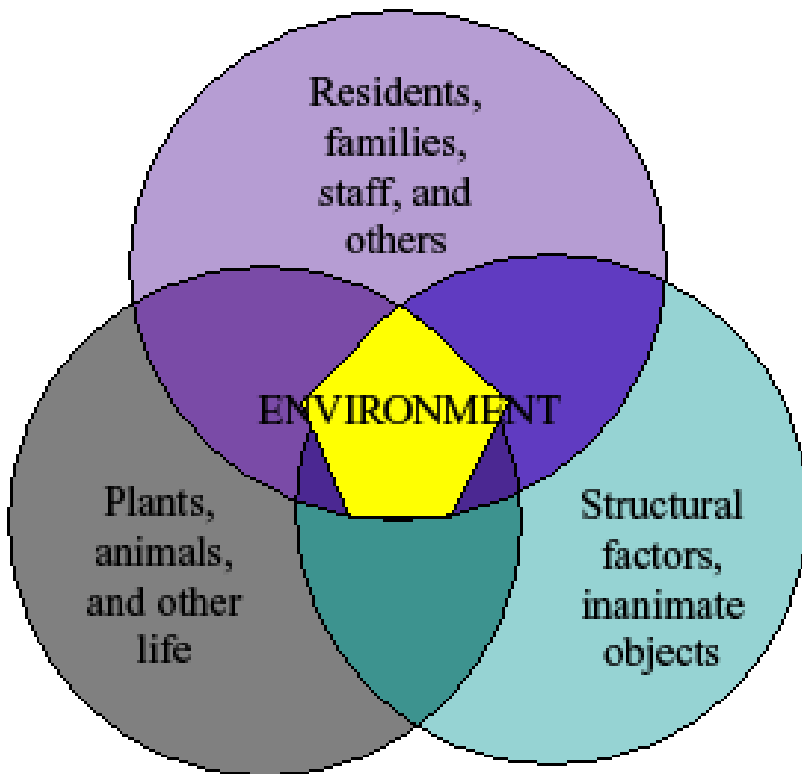 Residents,
families,
staff, and
others
ENVIRONMENT
Plants,
animals,
and other
life
Structural
factors,
inanimate
objects